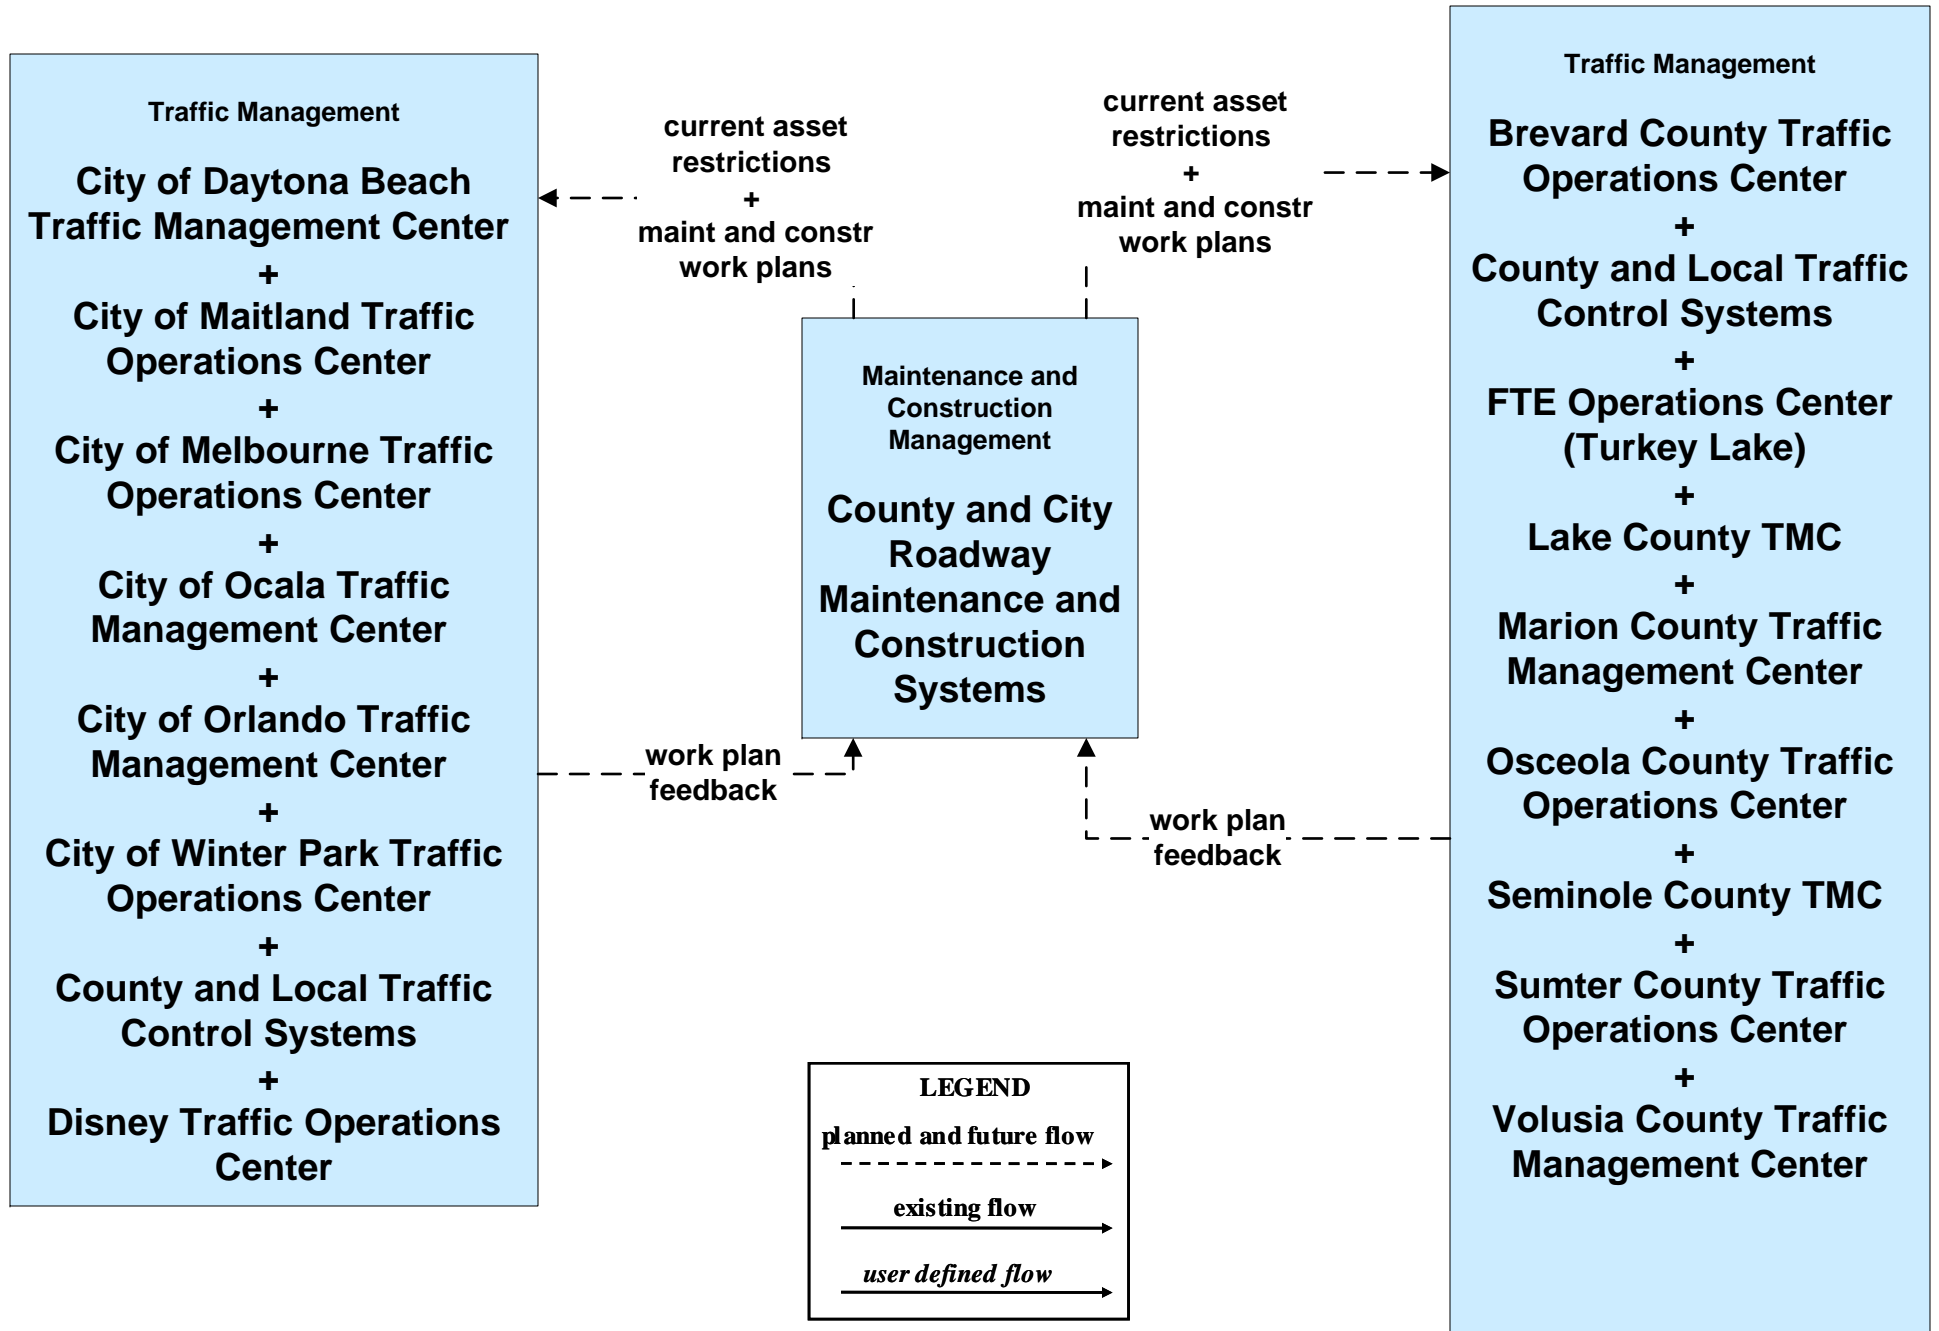 Traffic Management
City of Daytona Beach
Traffic Management Center
+
City of Maitland Traffic
Operations Center
+
City of Melbourne Traffic
Operations Center
+
City of Ocala Traffic
Management Center
+
City of Orlando Traffic
Management Center
+
City of Winter Park Traffic
Operations Center
+
County and Local Traffic
Control Systems
+
Disney Traffic Operations
Center
current asset
restrictions
+
maint and constr
work plans
work plan
feedback
Maintenance and
Construction
Management
County and City
Roadway
Maintenance and
Construction
Systems
current asset
restrictions
+
maint and constr
work plans
work plan
feedback
Traffic Management
Brevard County Traffic
Operations Center
+
County and Local Traffic
Control Systems
+
FTE Operations Center
(Turkey Lake)
+
Lake County TMC
+
Marion County Traffic
Management Center
+
Osceola County Traffic
Operations Center
+
Seminole County TMC
+
Sumter County Traffic
Operations Center
+
Volusia County Traffic
Management Center
LEGEND
planned and future flow
existing flow
user defined flow